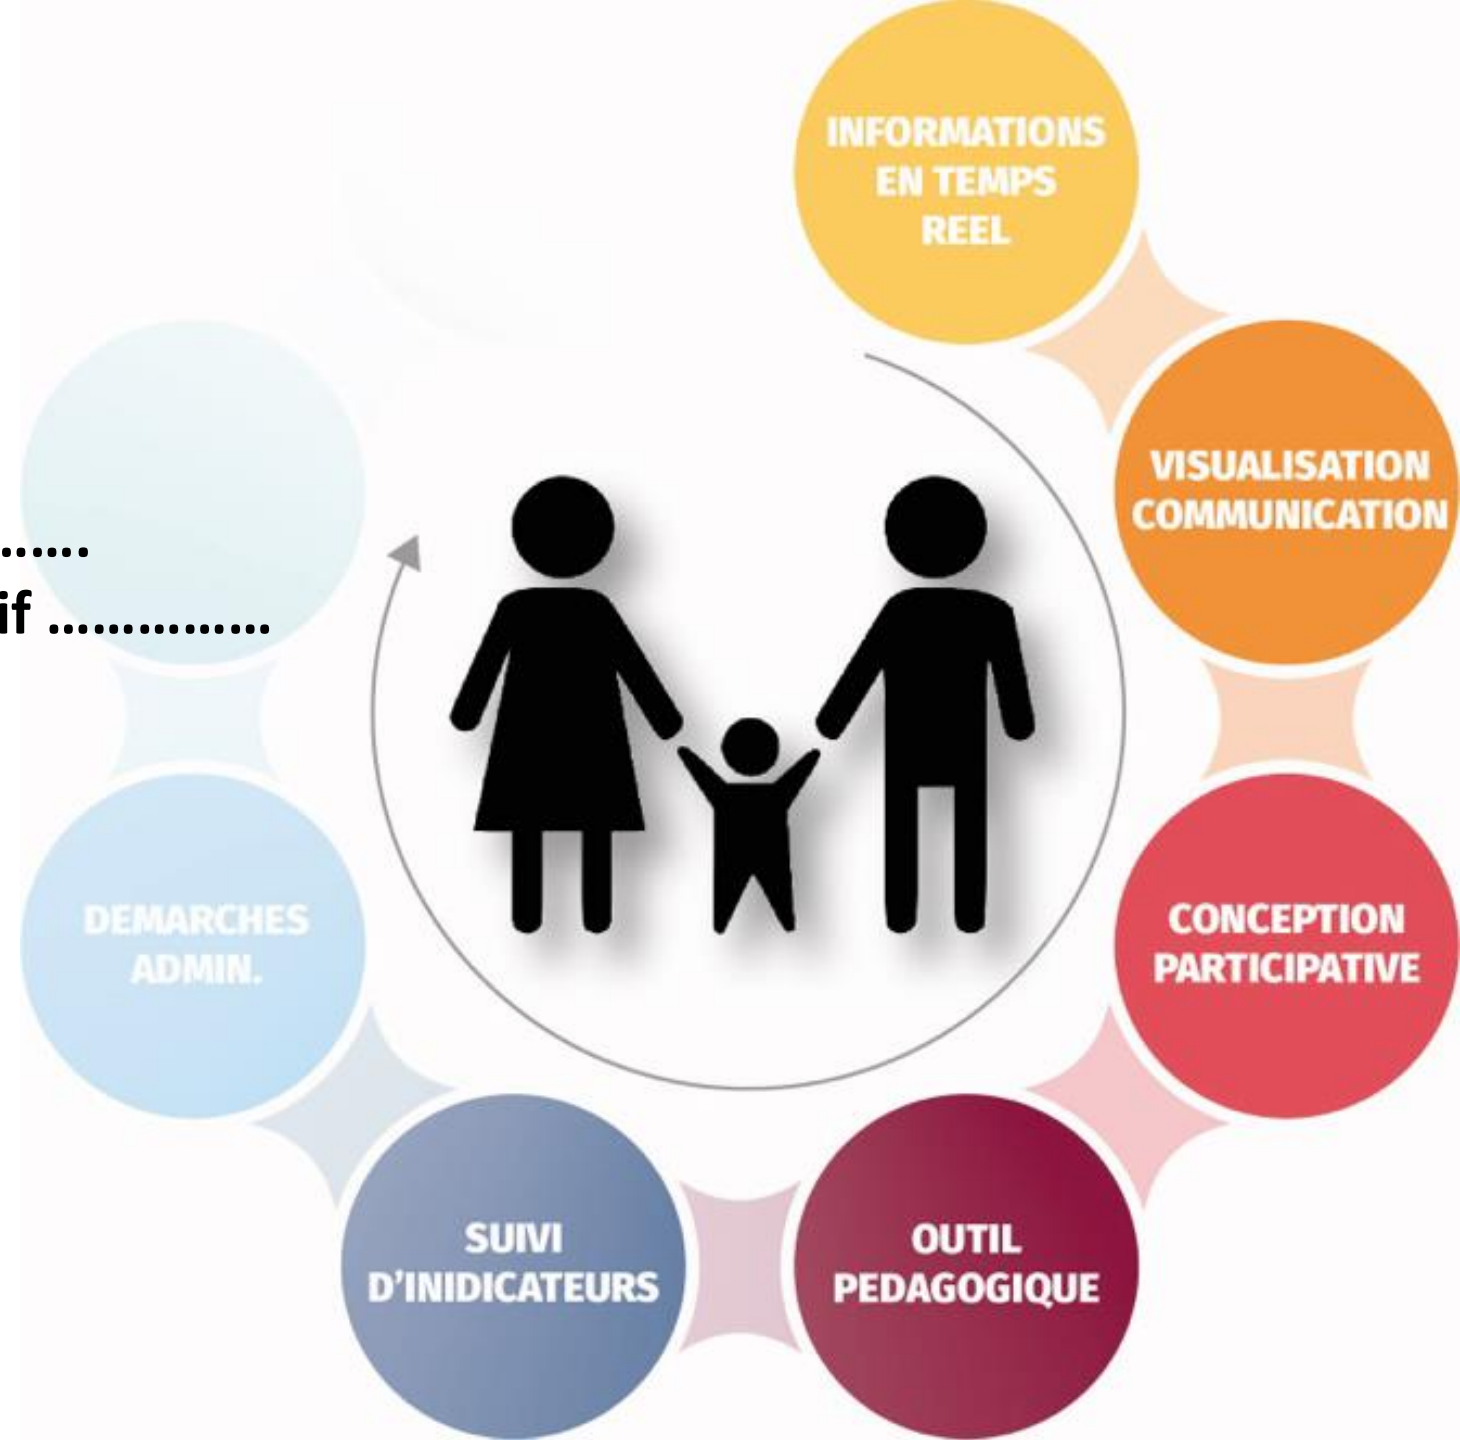 INFORMATIONS
EN TEMPS
REEL
VISUALISATION
COMMUNICATION
CONCEPTION
PARTICIPATIVE
OUTIL
PEDAGOGIQUE
SUIVI
D'INIDICATEURS
DEMARCHES
ADMIN.
.......
if ...............